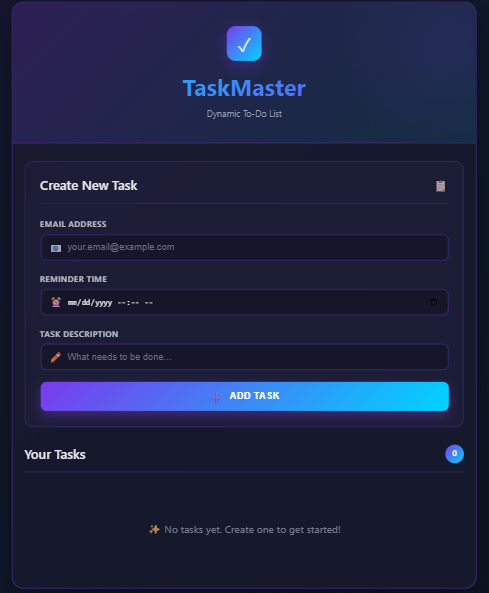 TaskMaster
Dynamic To-Do List
Create New Task
EMAIL ADDRESS
your.email@example.com
REMINDER TIME
mm/dd/yyyy --:-- --
TASK DESCRIPTION
What needs to be done...
ADD TASK
Your Tasks
0
No tasks yet. Create one to get started!